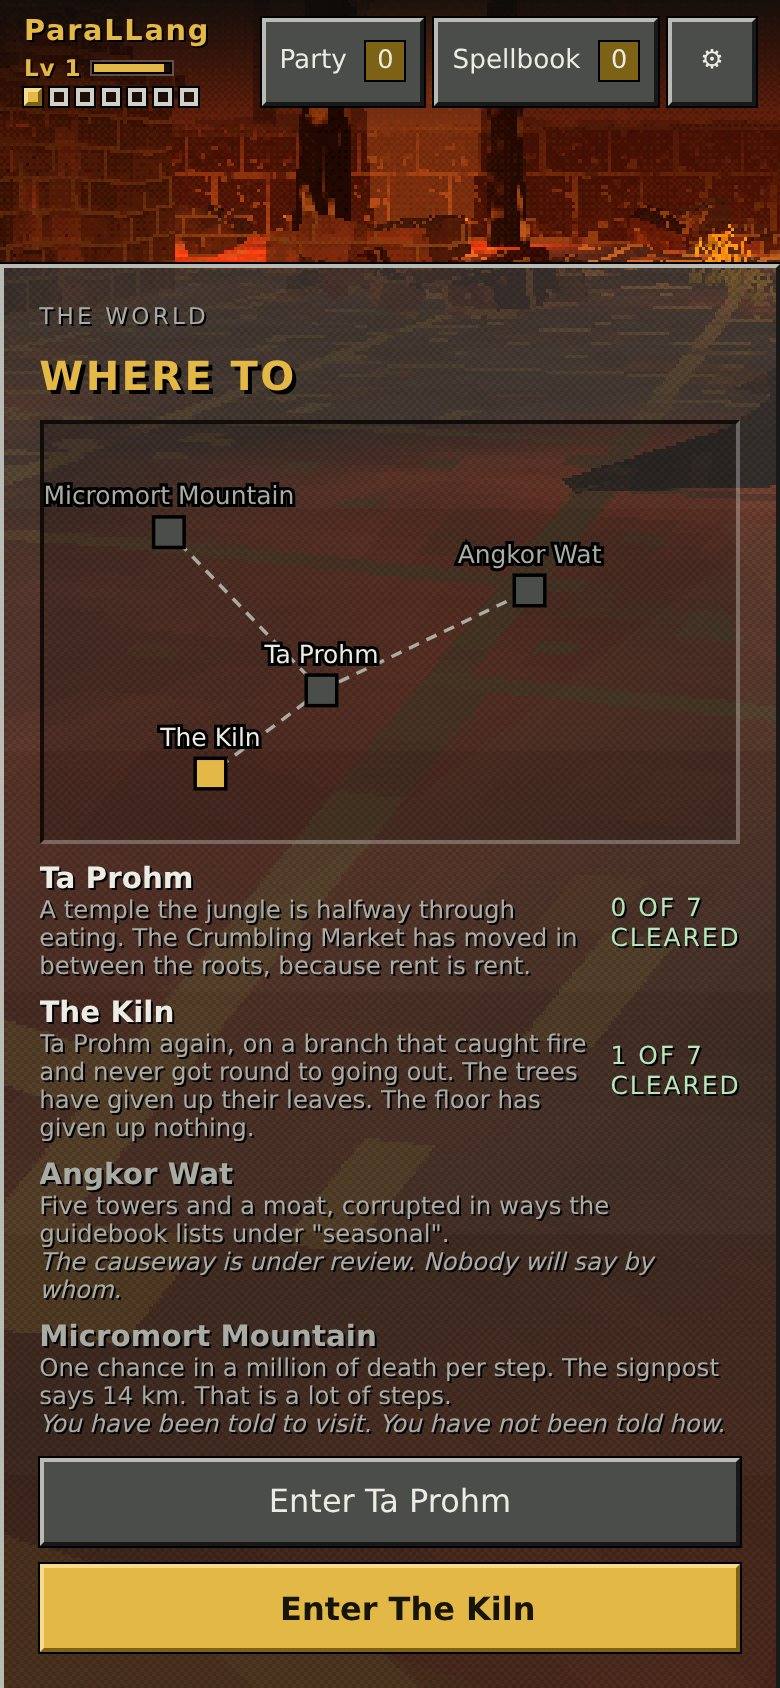 ParaLLang
Lv 1
Party 0
Spellbook 0
⚙
THE WORLD
WHERE TO
Micromort Mountain
Angkor Wat
Ta Prohm
The Kiln
Ta Prohm
A temple the jungle is halfway through
eating. The Crumbling Market has moved in
between the roots, because rent is rent.
0 OF 7
CLEARED
The Kiln
Ta Prohm again, on a branch that caught fire
and never got round to going out. The trees
have given up their leaves. The floor has
given up nothing.
1 OF 7
CLEARED
Angkor Wat
Five towers and a moat, corrupted in ways the
guidebook lists under "seasonal".
The causeway is under review. Nobody will say by
whom.
Micromort Mountain
One chance in a million of death per step. The signpost
says 14 km. That is a lot of steps.
You have been told to visit. You have not been told how.
Enter Ta Prohm
Enter The Kiln